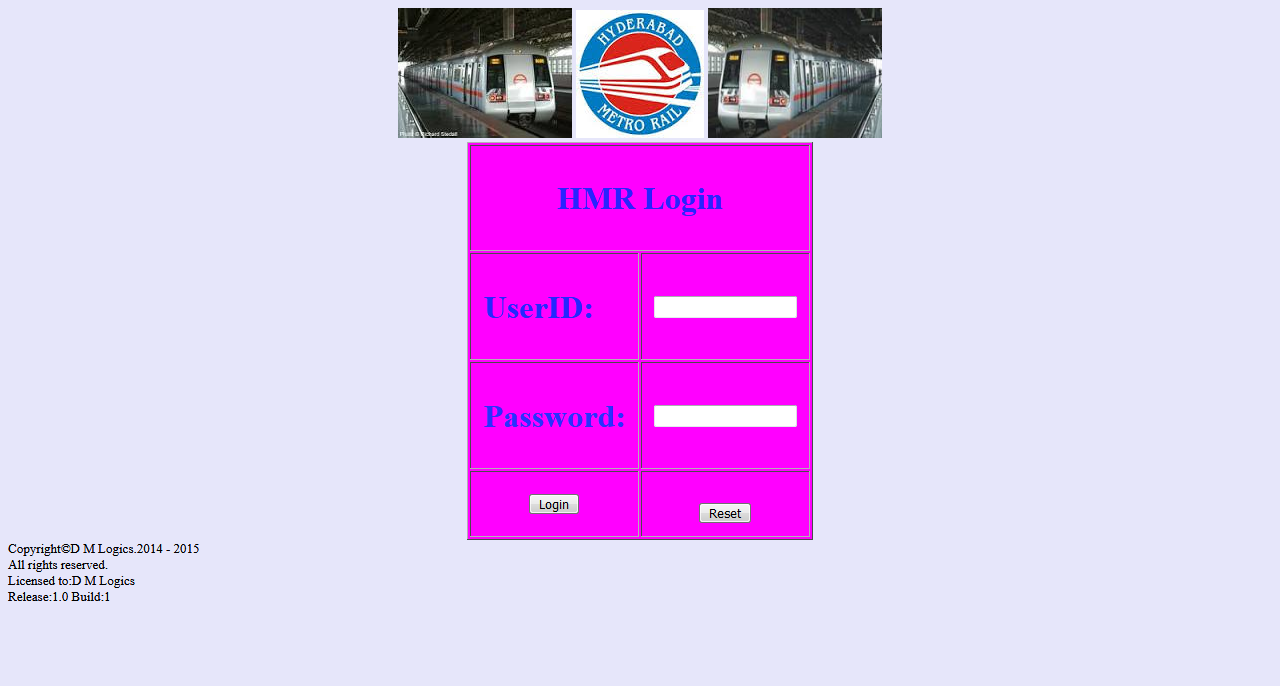 HYDERABAD
METRO RAIL
Photo © Richard Stedall
HMR Login
UserID:
Password:
Login Reset
Copyright©D M Logics.2014 - 2015
All rights reserved.
Licensed to:D M Logics
Release:1.0 Build:1